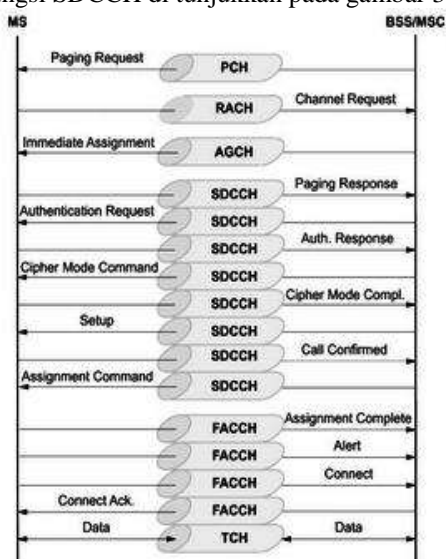 ngsi SDCCH di tunjukkan pada gambar 3
MS BSS/MSC
Paging Request PCH
RACH Channel Request
Immediate Assignment AGCH
SDCCH Paging Response
Authentication Request SDCCH
SDCCH Auth. Response
Cipher Mode Command SDCCH
SDCCH Cipher Mode Compl.
Setup SDCCH
SDCCH Call Confirmed
Assignment Command SDCCH
FACCH Assignment Complete
FACCH Alert
FACCH Connect
Connect Ack. FACCH
Data TCH Data